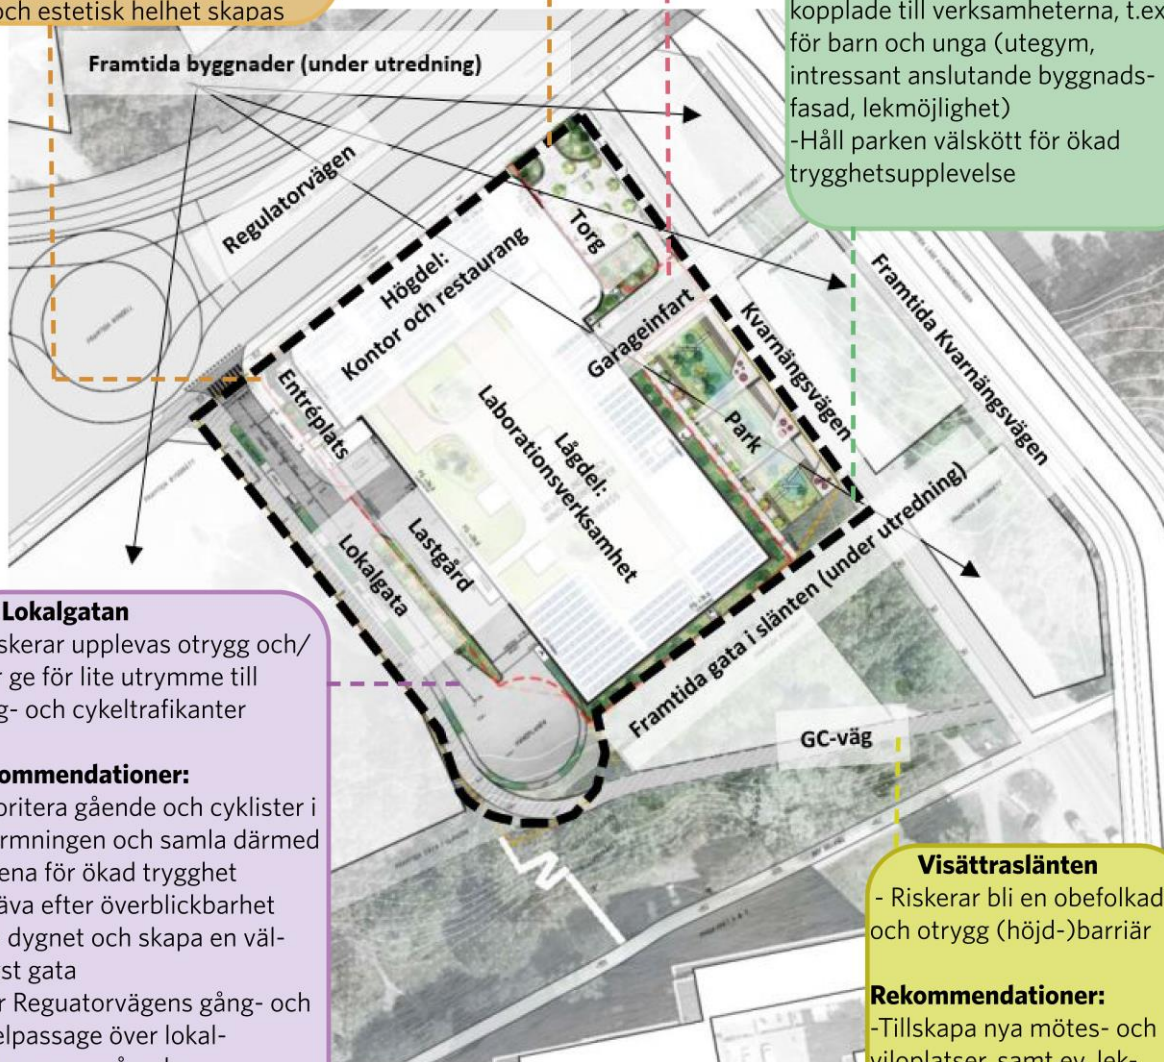 och estetisk helhet skapas
kopplade till verksamheterna, t.ex
för barn och unga (utegym,
intressant anslutande byggnads-
fasad, lekmöjlighet)
-Håll parken välskött för ökad
trygghetsupplevelse
Framtida byggnader (under utredning)
Regulatorvägen
Högdel:
Kontor och restaurang
Torg
Garageinfart
Kvarnängsvägen
Framtida Kvarnängsvägen
Entréplats
Lågdel:
Laborationsverksamhet
Park
Lastgård
Lokalgata
Framtida gata i slänten (under utredning)
GC-väg
Lokalgatan
skerar upplevas otrygg och/
r ge för lite utrymme till
g- och cykeltrafikanter
ommendationer:
oritera gående och cyklister i
rmningen och samla därmed
ena för ökad trygghet
äva efter överblickbarhet
dygnet och skapa en väl-
st gata
r Reguatorvägens gång- och
elpassage över lokal-
Visättraslänten
- Riskerar bli en obefolkad
och otrygg (höjd-)barriär
Rekommendationer:
-Tillskapa nya mötes- och
viloplatser, samt ev. lek-